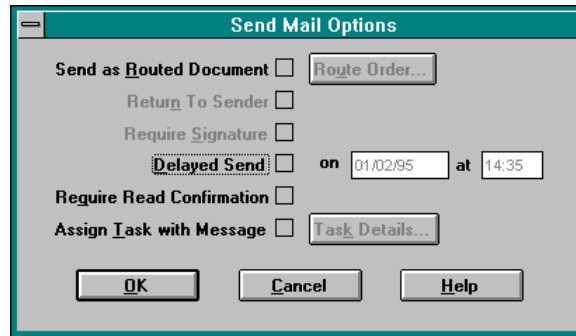 Send Mail Options
Send as Routed Document Route Order...
Return To Sender
Require Signature
Delayed Send on 01/02/95 at 14:35
Require Read Confirmation
Assign Task with Message Task Details...
OK Cancel Help